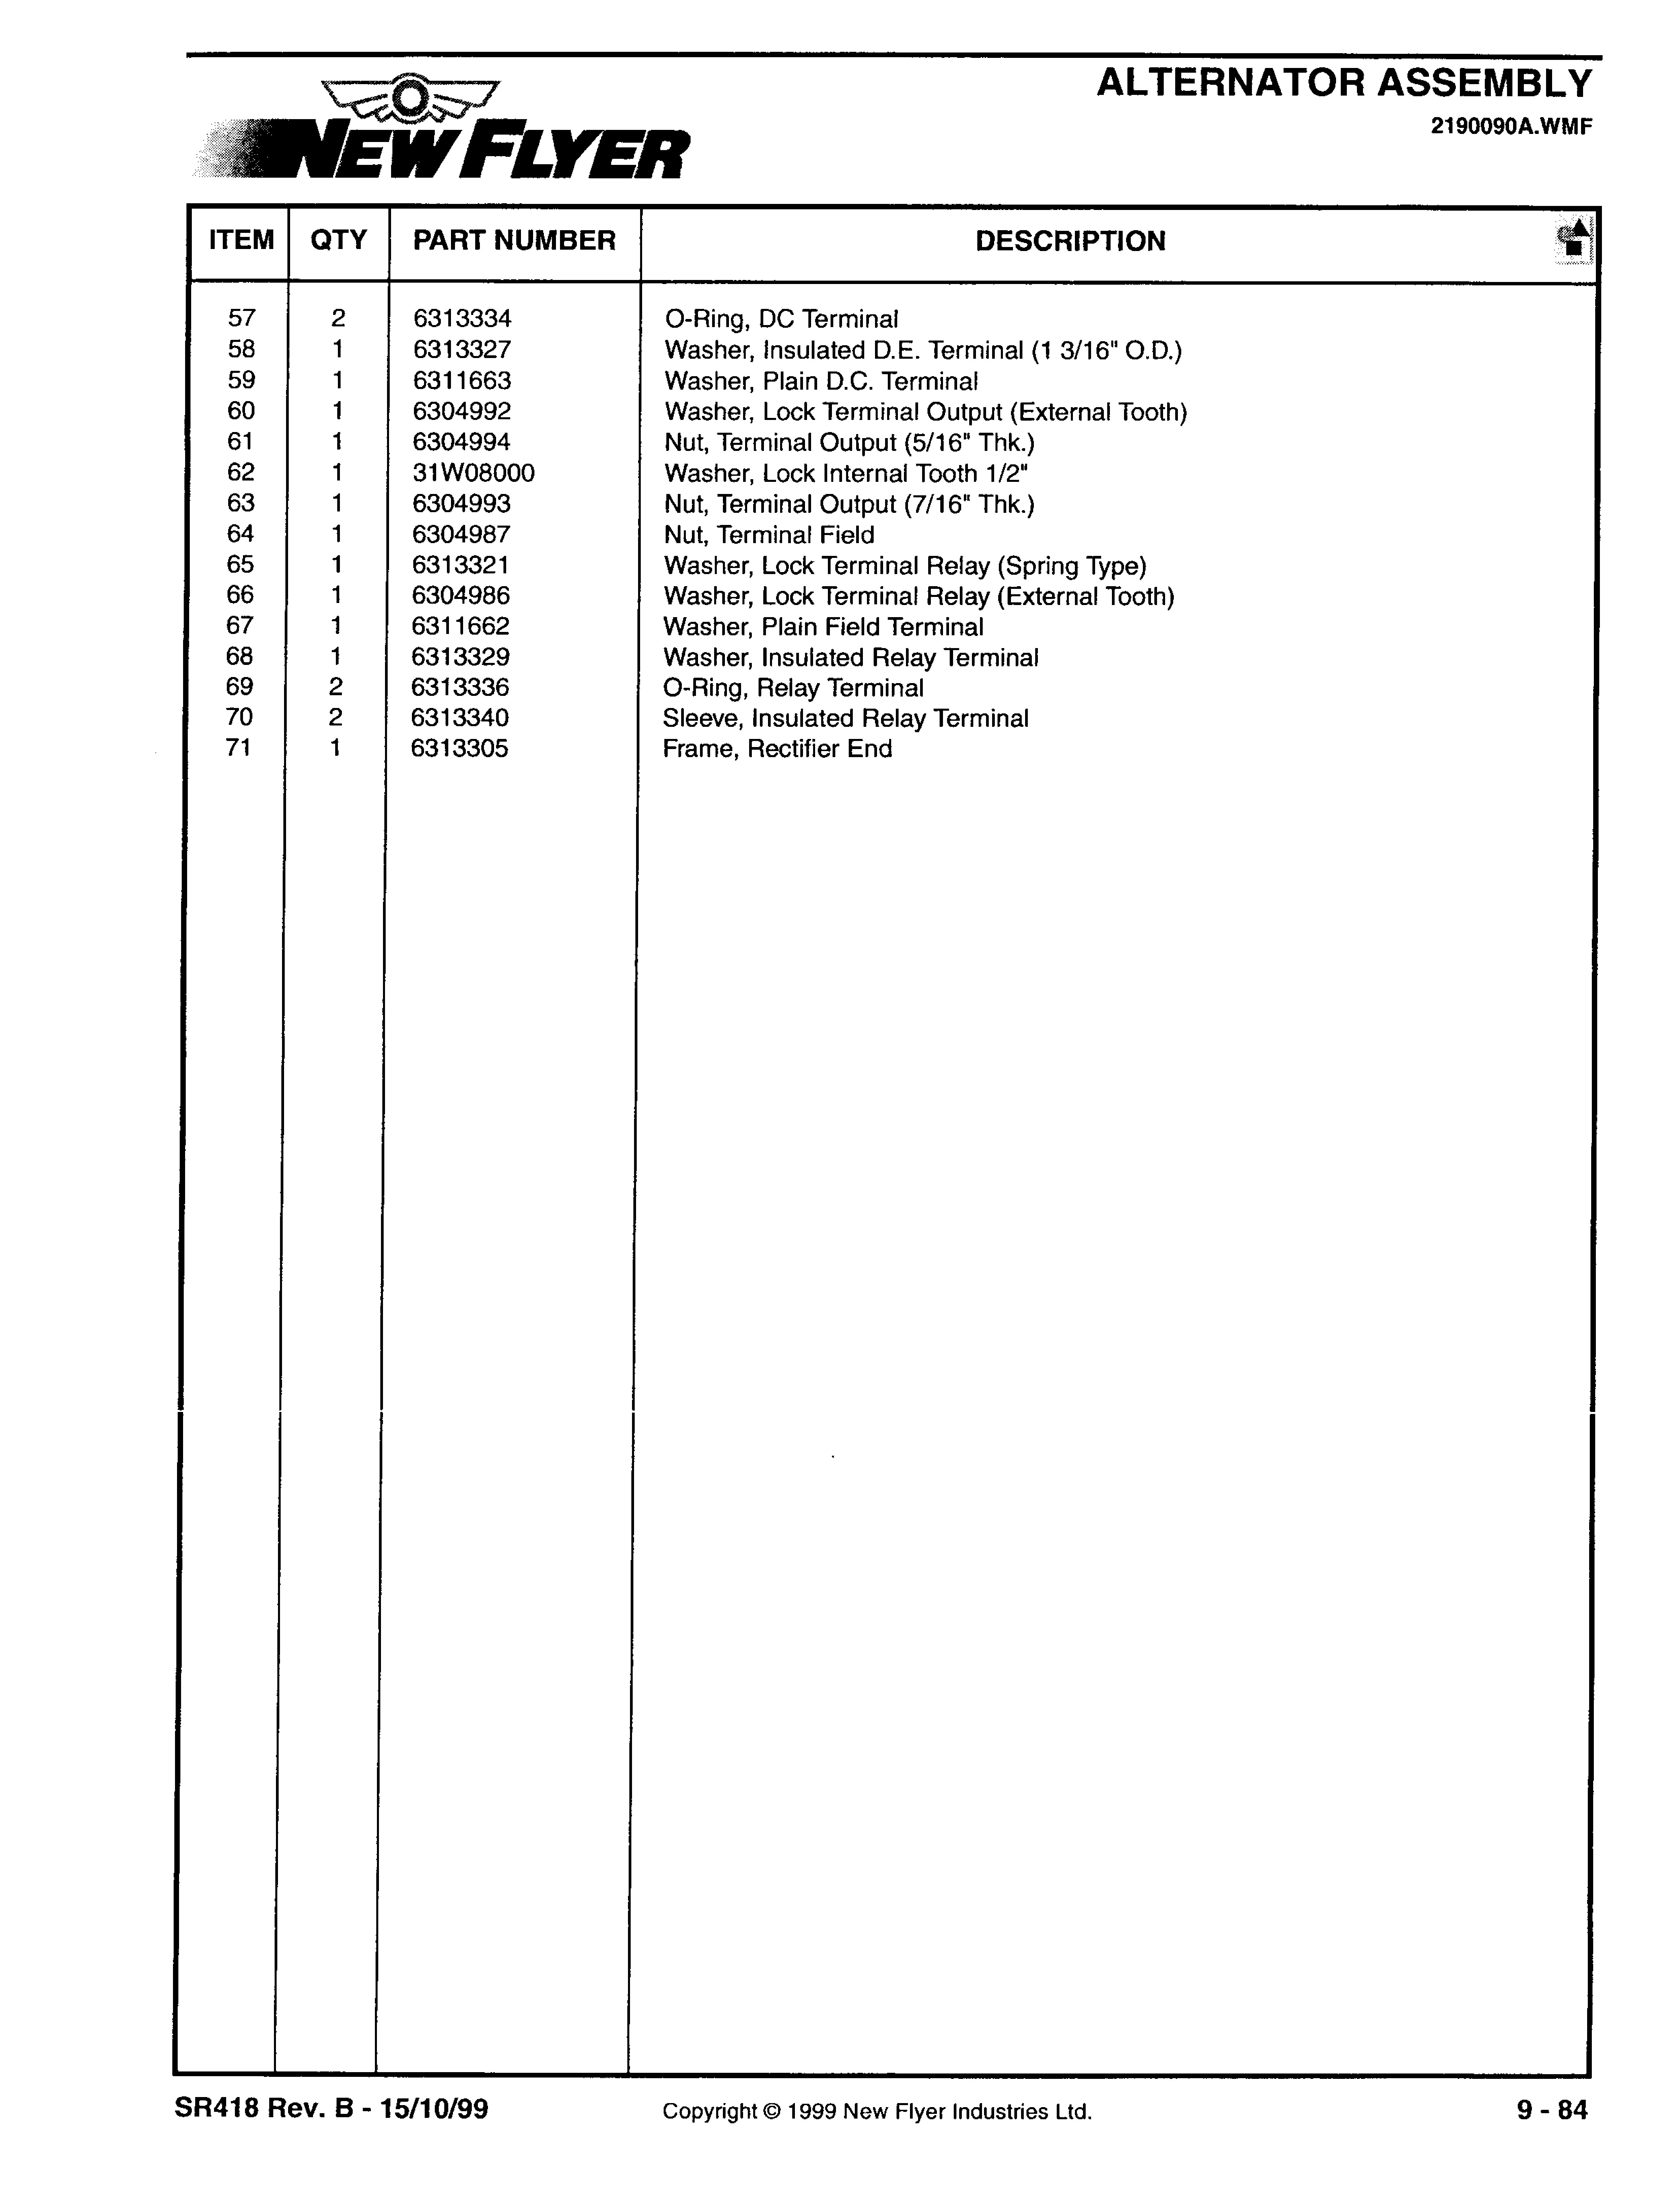 ALTERNATOR ASSEMBLY
2190090A.WMF
NEW FLYER
ITEM QTY PART NUMBER DESCRIPTION
57 2 6313334 O-Ring, DC Terminal
58 1 6313327 Washer, Insulated D.E. Terminal (1 3/16" O.D.)
59 1 6311663 Washer, Plain D.C. Terminal
60 1 6304992 Washer, Lock Terminal Output (External Tooth)
61 1 6304994 Nut, Terminal Output (5/16" Thk.)
62 1 31W08000 Washer, Lock Internal Tooth 1/2"
63 1 6304993 Nut, Terminal Output (7/16" Thk.)
64 1 6304987 Nut, Terminal Field
65 1 6313321 Washer, Lock Terminal Relay (Spring Type)
66 1 6304986 Washer, Lock Terminal Relay (External Tooth)
67 1 6311662 Washer, Plain Field Terminal
68 1 6313329 Washer, Insulated Relay Terminal
69 2 6313336 O-Ring, Relay Terminal
70 2 6313340 Sleeve, Insulated Relay Terminal
71 1 6313305 Frame, Rectifier End
SR418 Rev. B - 15/10/99 Copyright © 1999 New Flyer Industries Ltd. 9 - 84